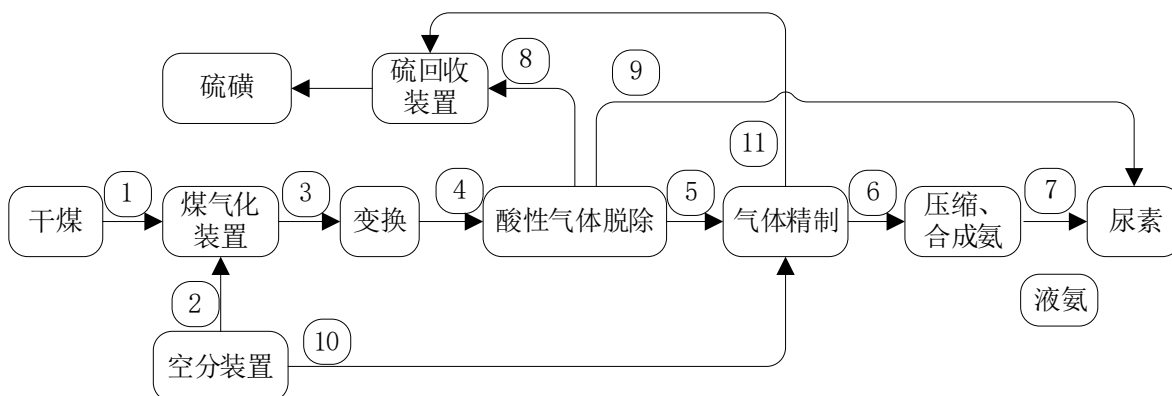 硫磺
硫回收
装置
8
9
11
干煤
1
煤气化
装置
3
变换
4
酸性气体脱除
5
气体精制
6
压缩、
合成氨
7
尿素
液氨
2
空分装置
10